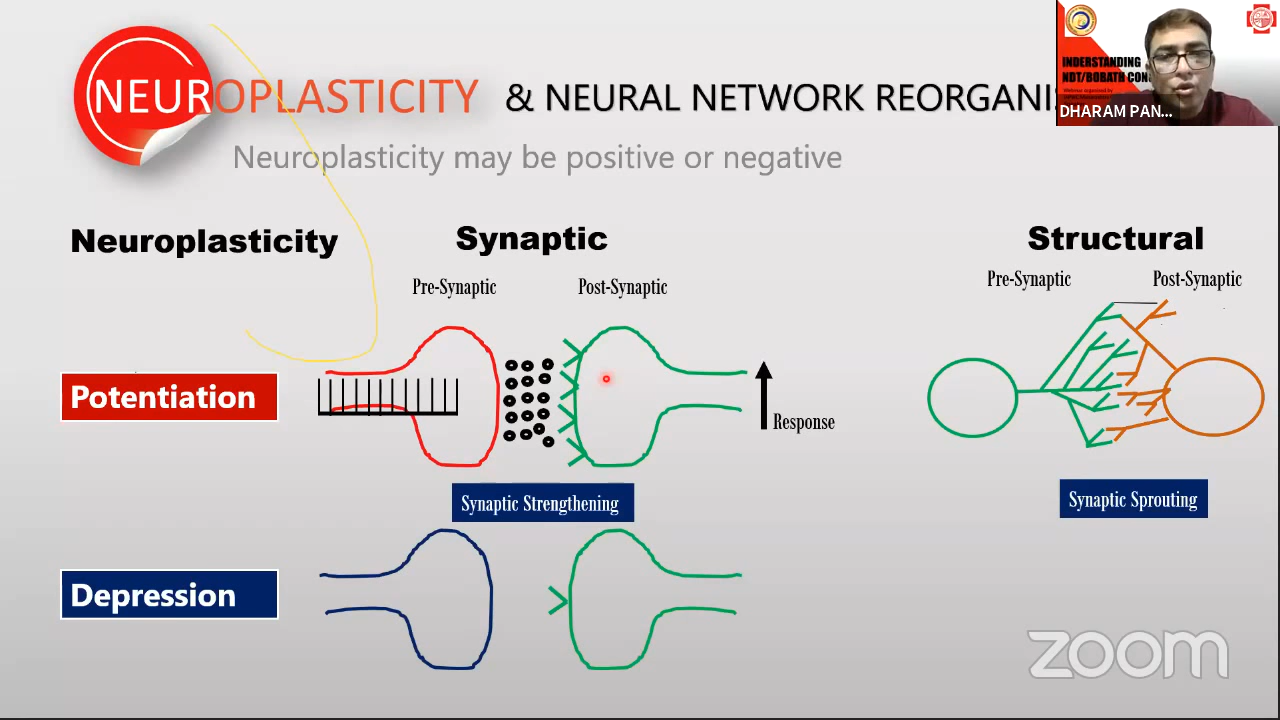 NEUROPLASTICITY & NEURAL NETWORK REORGANI
Neuroplasticity may be positive or negative
UNDERSTANDING
NDT/BOBATH CON
DHARAM PAN...
Neuroplasticity
Synaptic
Structural
Pre-Synaptic
Post-Synaptic
Pre-Synaptic
Post-Synaptic
Potentiation
Response
Synaptic Strengthening
Synaptic Sprouting
Depression
zoom